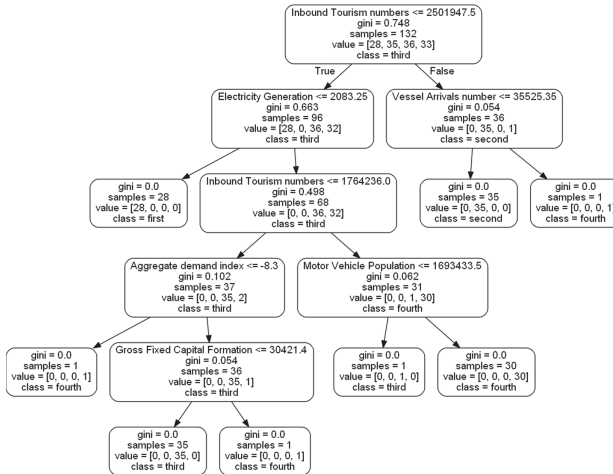 Inbound Tourism numbers <= 2501947.5
gini = 0.748
samples = 132
value = [28, 35, 36, 33]
class = third
True
False
Electricity Generation <= 2083.25
gini = 0.663
samples = 96
value = [28, 0, 36, 32]
class = third
Vessel Arrivals number <= 35525.35
gini = 0.054
samples = 36
value = [0, 35, 0, 1]
class = second
gini = 0.0
samples = 28
value = [28, 0, 0, 0]
class = first
Inbound Tourism numbers <= 1764236.0
gini = 0.498
samples = 68
value = [0, 0, 36, 32]
class = third
gini = 0.0
samples = 35
value = [0, 35, 0, 0]
class = second
gini = 0.0
samples = 1
value = [0, 0, 0, 1]
class = fourth
Aggregate demand index <= -8.3
gini = 0.102
samples = 37
value = [0, 0, 35, 2]
class = third
Motor Vehicle Population <= 1693433.5
gini = 0.062
samples = 31
value = [0, 0, 1, 30]
class = fourth
gini = 0.0
samples = 1
value = [0, 0, 0, 1]
class = fourth
Gross Fixed Capital Formation <= 30421.4
gini = 0.054
samples = 36
value = [0, 0, 35, 1]
class = third
gini = 0.0
samples = 1
value = [0, 0, 1, 0]
class = third
gini = 0.0
samples = 30
value = [0, 0, 0, 30]
class = fourth
gini = 0.0
samples = 35
value = [0, 0, 35, 0]
class = third
gini = 0.0
samples = 1
value = [0, 0, 0, 1]
class = fourth